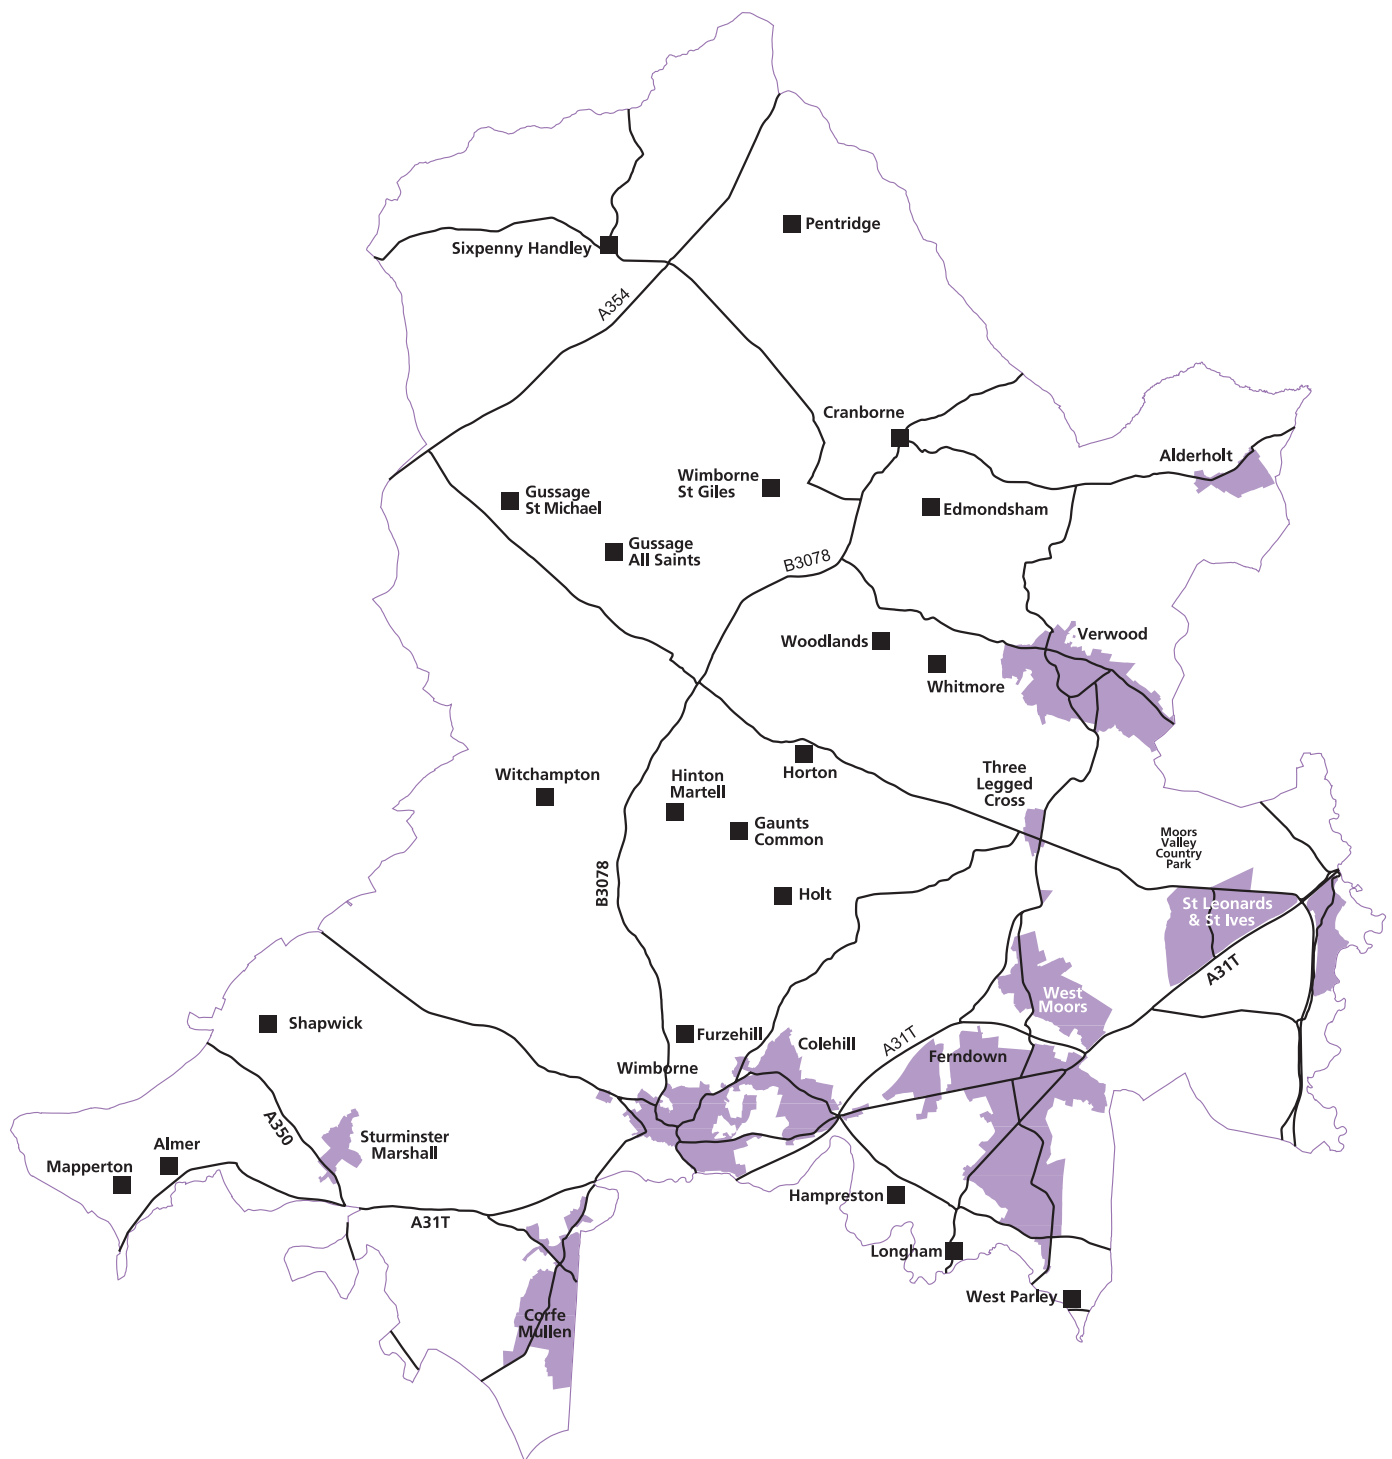 Pentridge
Sixpenny Handley
A354
Cranborne
Alderholt
Wimborne
St Giles
Gussage
St Michael
Edmondsham
Gussage
All Saints
B3078
Verwood
Woodlands
Whitmore
Three
Legged
Cross
Horton
Witchampton
Hinton
Martell
Gaunts
Common
Moors
Valley
Country
Park
B3078
Holt
St Leonards
& St Ives
A31T
West
Moors
Shapwick
Furzehill
Colehill
A31T
Ferndown
Wimborne
A350
Sturminster
Marshall
Almer
Mapperton
Hampreston
A31T
Longham
West Parley
Corfe
Mullen